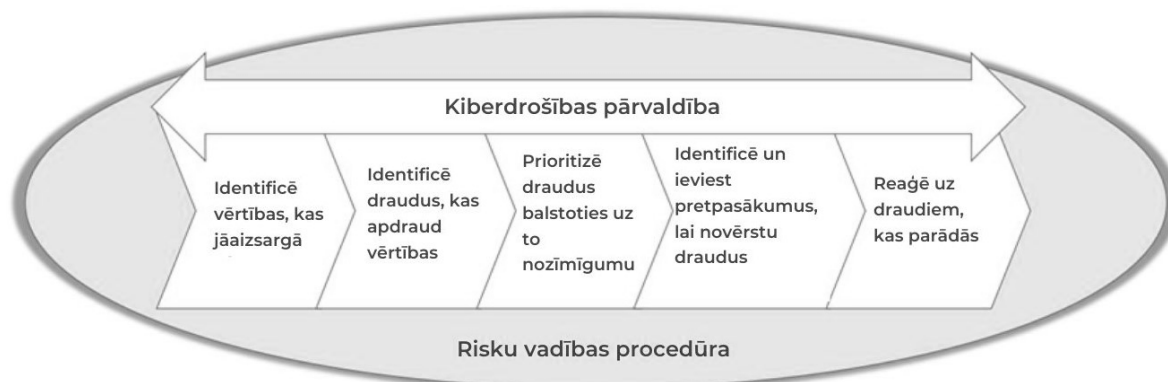 Kiberdrošības pārvaldība
Identificē
vērtības, kas
jāaizsargā
Identificē
draudus, kas
apdraud
vērtības
Prioritizē
draudus
balstoties uz
to
nozīmīgumu
Identificē un
ieviest
pretpasākumus,
lai novērstu
draudus
Reaģē uz
draudiem,
kas parādās
Risku vadības procedūra